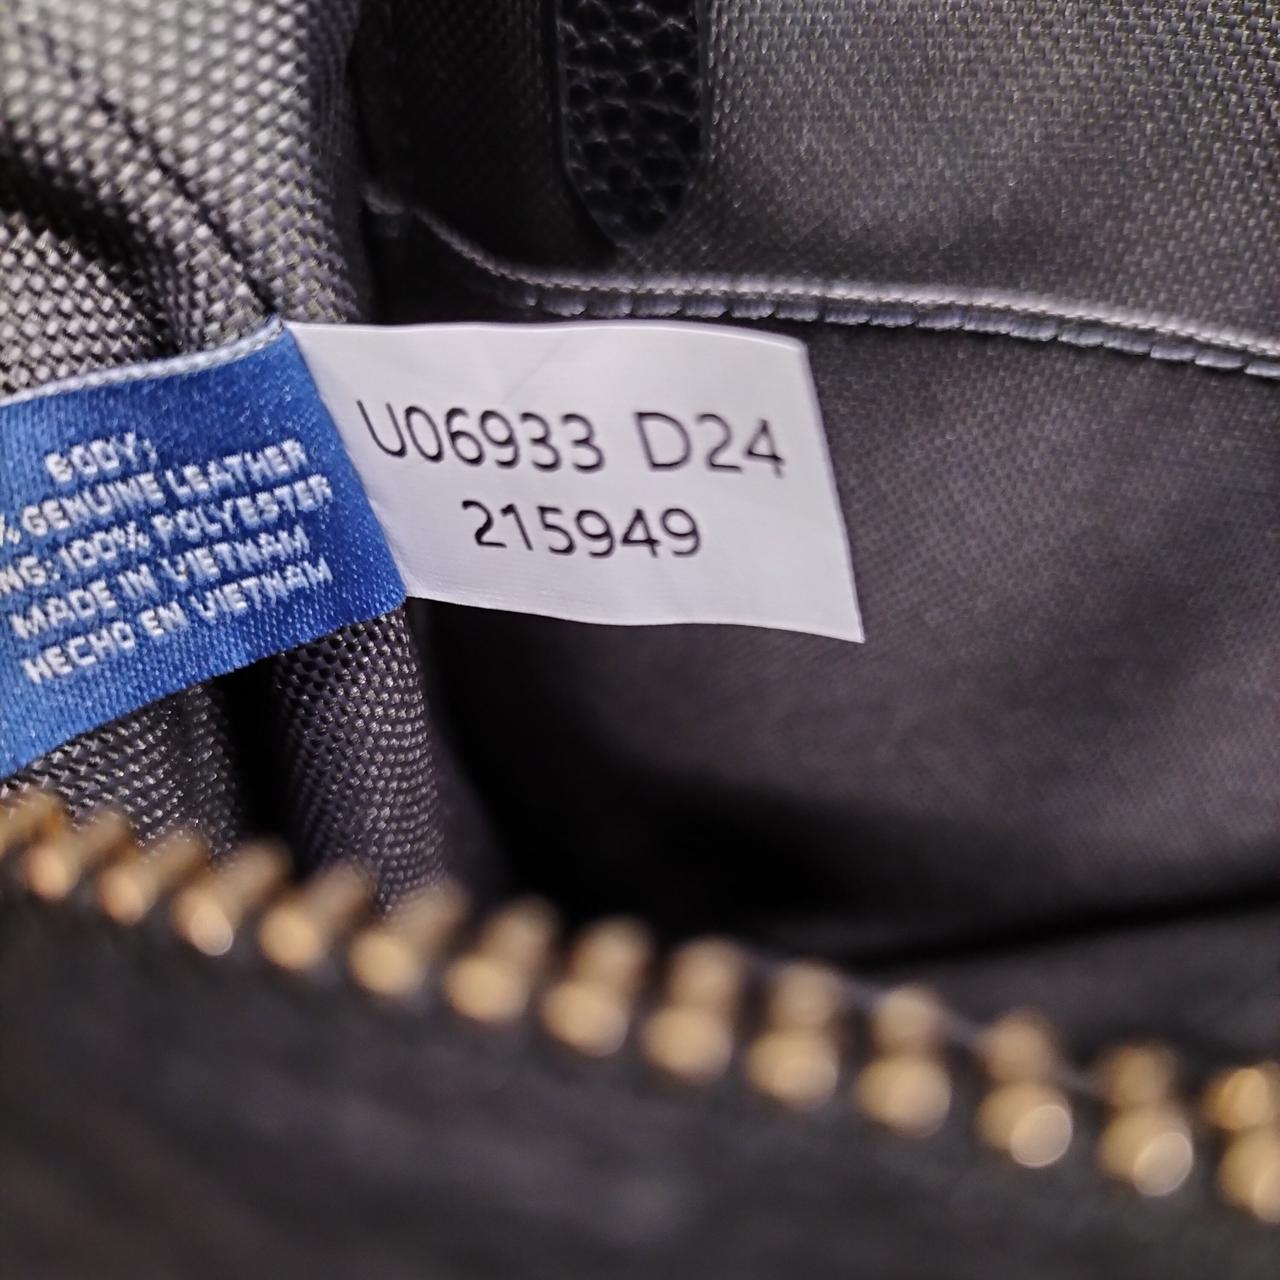 BODY:
% GENUINE LEATHER
NG: 100% POLYESTER
MADE IN VIETNAM
HECHO EN VIETNAM
U06933 D24
215949